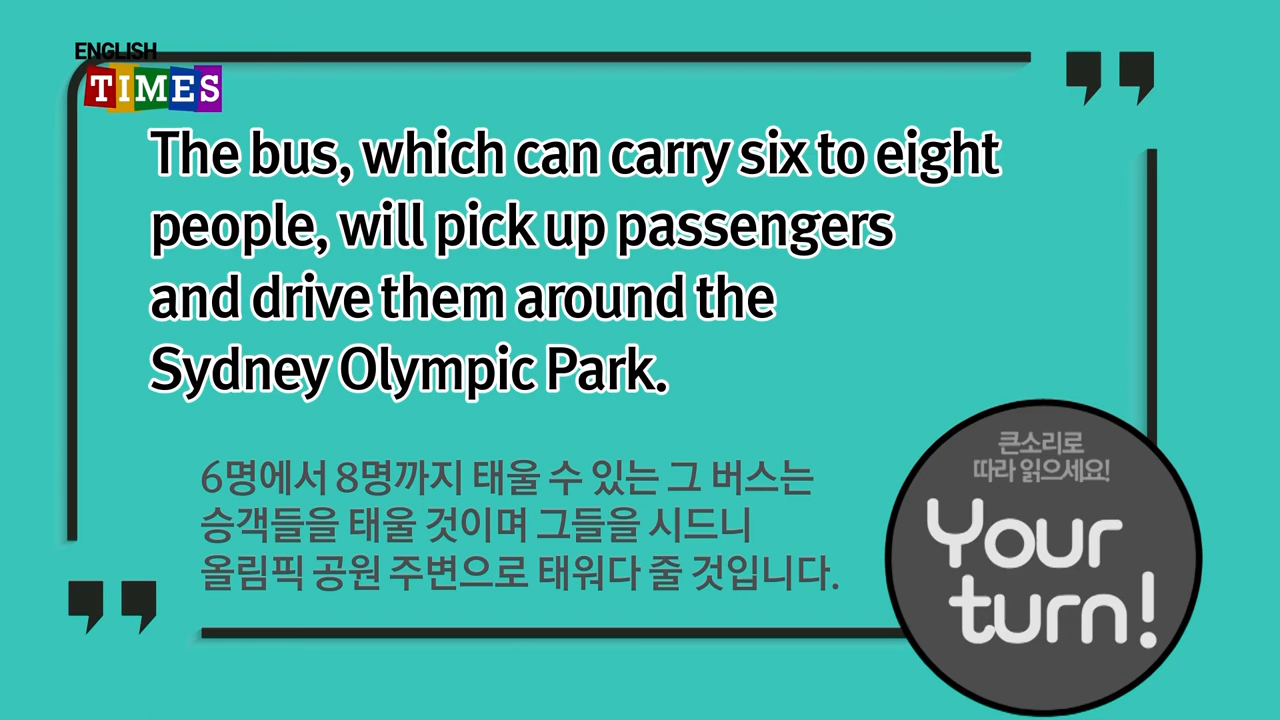 ENGLISH
TIMES
The bus, which can carry six to eight
people, will pick up passengers
and drive them around the
Sydney Olympic Park.
6명에서 8명까지 태울 수 있는 그 버스는
승객들을 태울 것이며 그들을 시드니
올림픽 공원 주변으로 태워다 줄 것입니다.
큰소리로
따라 읽으세요!
Your
turn!